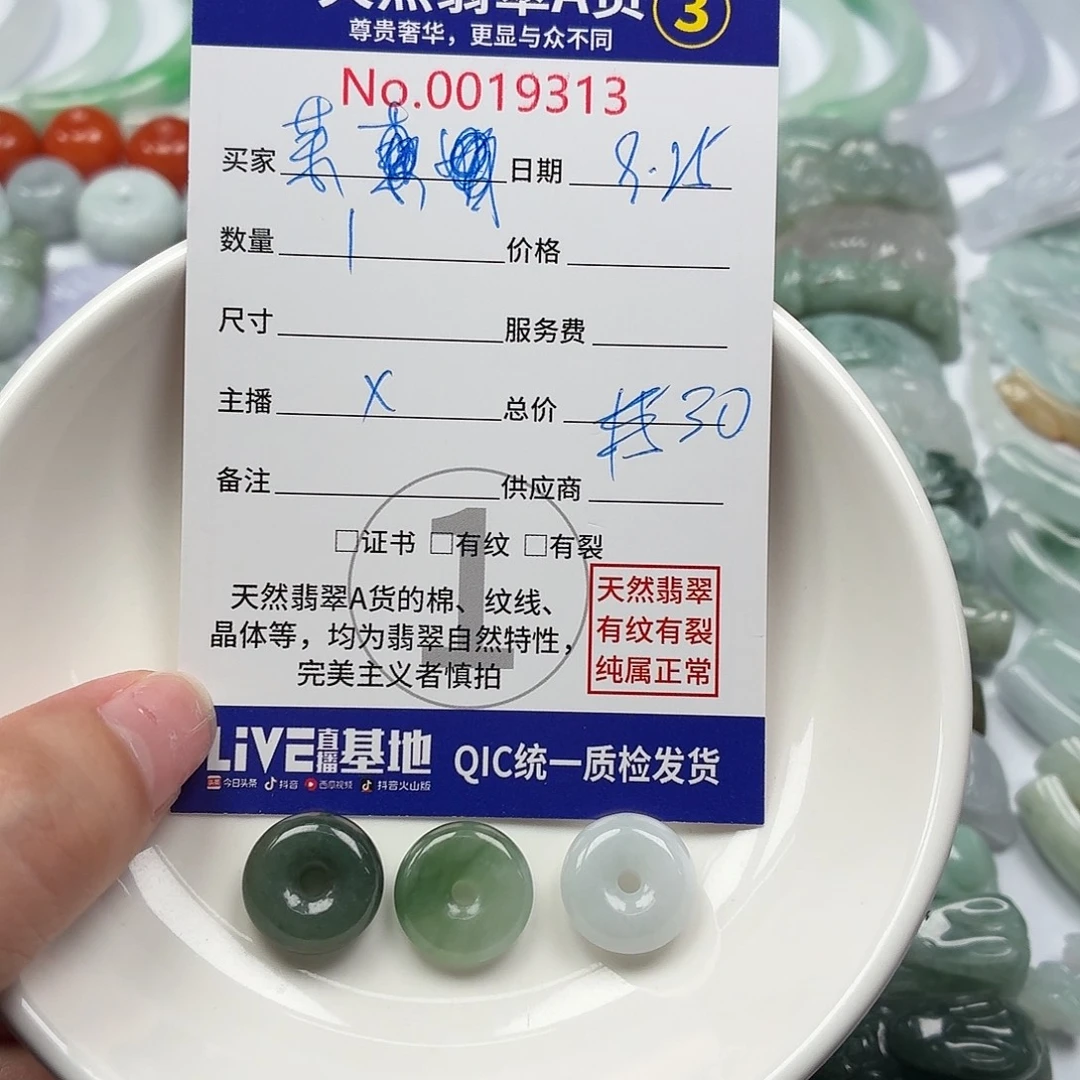 天然翡翠A货 3
尊贵奢华，更显与众不同
No.0019313
买家 日期 8.25
数量 1 价格
尺寸 服务费
主播 X 总价 30
备注 供应商
□证书 □有纹 □有裂
1
天然翡翠A货的棉、纹线、
晶体等，均为翡翠自然特性，
完美主义者慎拍
天然翡翠
有纹有裂
纯属正常
LiVE直播基地 QIC统一质检发货
今日头条 抖音 西瓜视频 抖音火山版